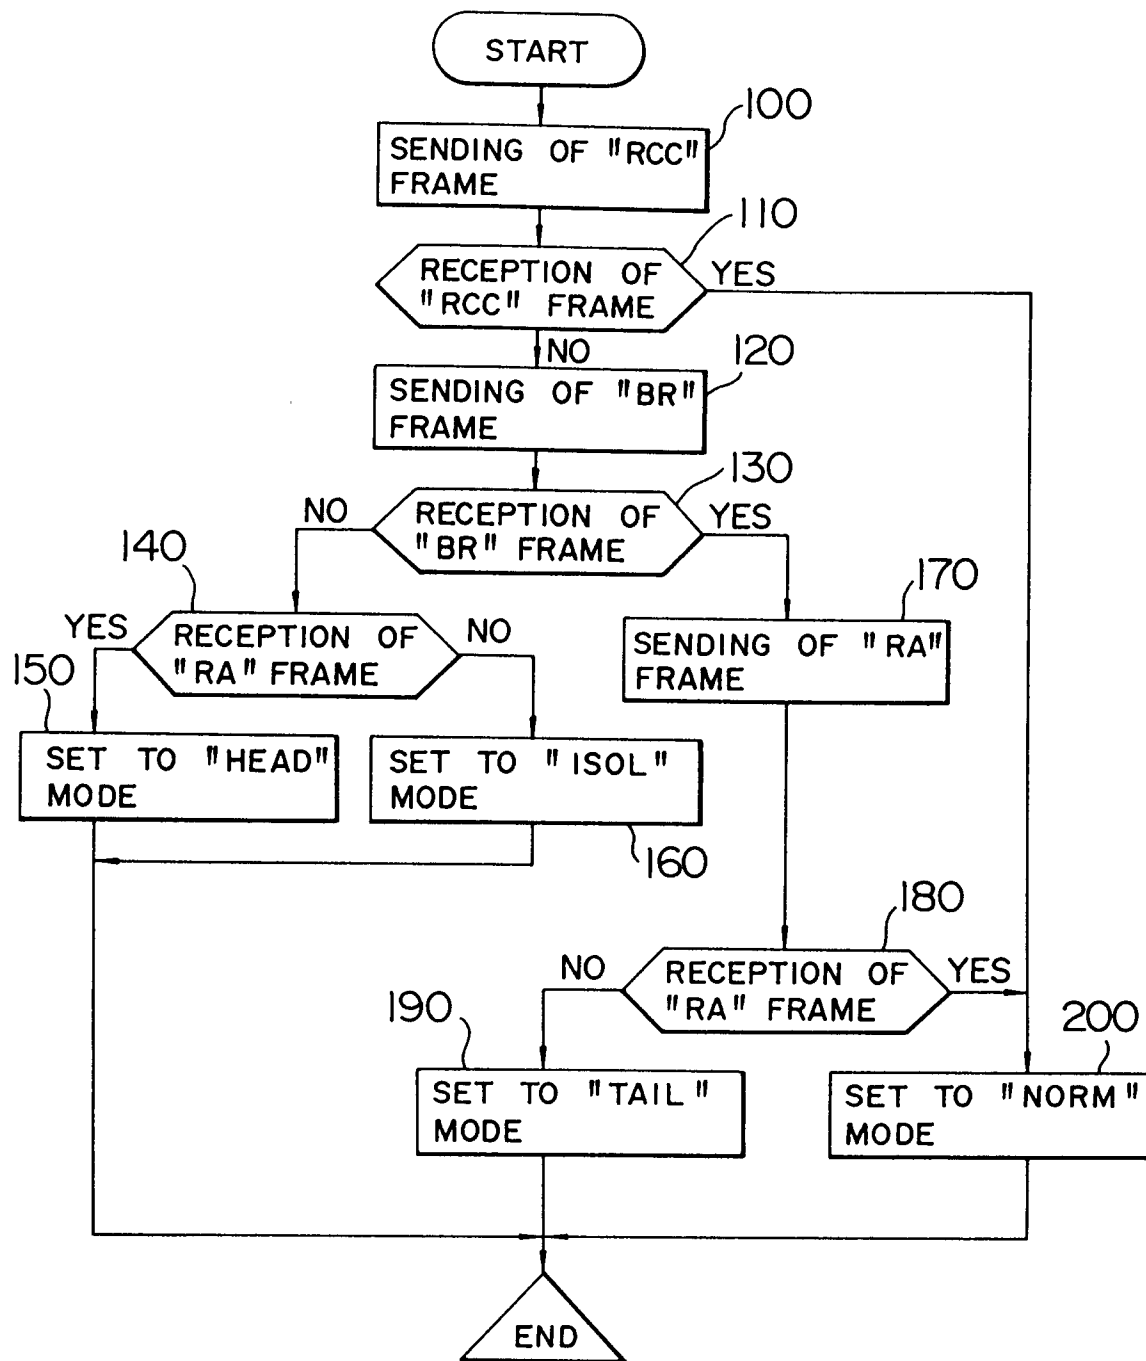 START
100
SENDING OF "RCC"
FRAME
110
RECEPTION OF
"RCC" FRAME
YES
NO
120
SENDING OF "BR"
FRAME
130
RECEPTION OF
"BR" FRAME
NO
YES
140
RECEPTION OF
"RA" FRAME
YES
NO
170
SENDING OF "RA"
FRAME
150
SET TO "HEAD"
MODE
SET TO "ISOL"
MODE
160
180
RECEPTION OF
"RA" FRAME
NO
YES
190
SET TO "TAIL"
MODE
200
SET TO "NORM"
MODE
END